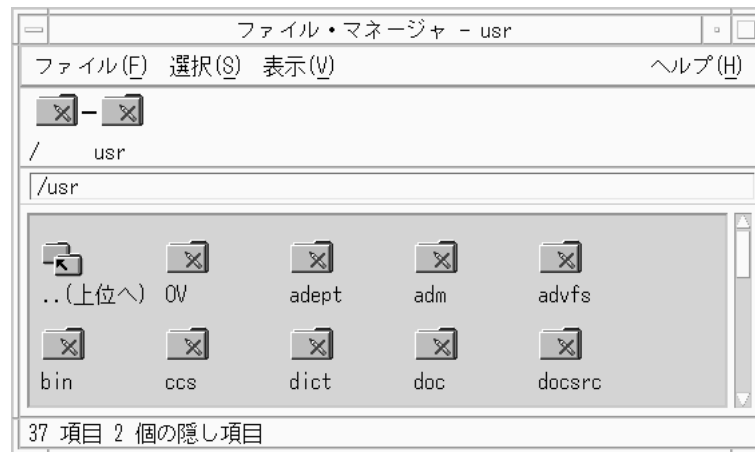 ファイル・マネージャ - usr
ファイル(F) 選択(S) 表示(V) ヘルプ(H)
/ usr
/usr
..(上位へ) OV adept adm advfs
bin ccs dict doc docsrc
37 項目 2 個の隠し項目